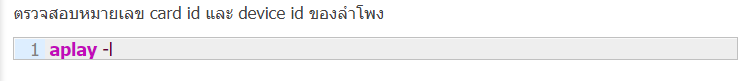 ตรวจสอบหมายเลข card id และ device id ของลำโพง
1 aplay -l